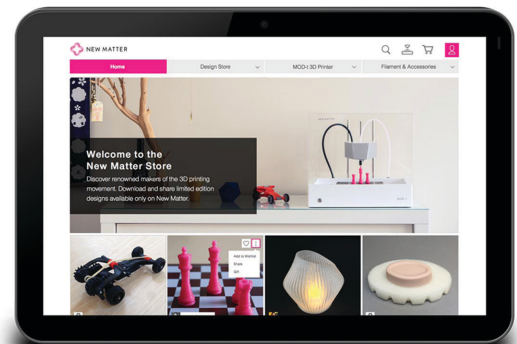 NEW MATTER
Home
Design Store
MOD-t 3D Printer
Filament & Accessories
Welcome to the
New Matter Store
Discover renowned makers of the 3D printing
movement. Download and share limited edition
designs available only on New Matter.
Add to Wishlist
Share
Gift